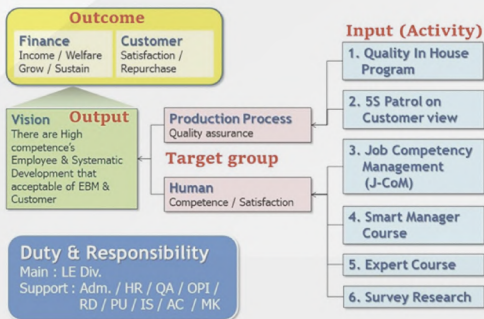 Outcome
Finance
Income / Welfare
Grow / Sustain
Customer
Satisfaction /
Repurchase
Vision
Output
There are High
competence's
Employee & Systematic
Development that
acceptable of EBM &
Customer
Production Process
Quality assurance
Target group
Human
Competence / Satisfaction
Input (Activity)
1. Quality In House
Program
2. 5S Patrol on
Customer view
3. Job Competency
Management
(J-CoM)
4. Smart Manager
Course
5. Expert Course
6. Survey Research
Duty & Responsibility
Main : LE Div.
Support : Adm. / HR / QA / OPI /
RD / PU / IS / AC / MK